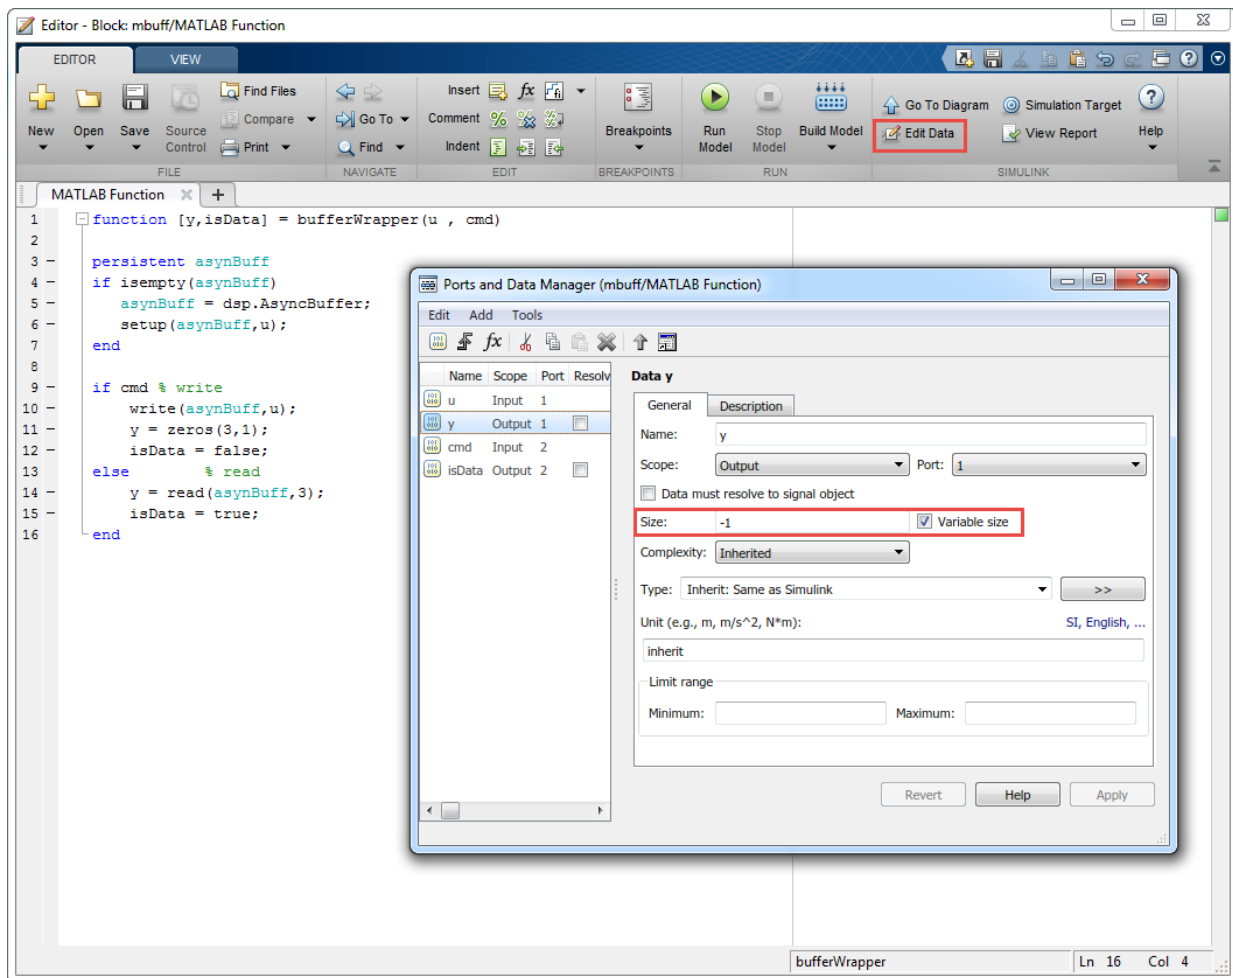 Editor - Block: mbuff/MATLAB Function
EDITOR VIEW
New Open Save Source Control
Find Files
Compare
Print
FILE
Go To
Find
NAVIGATE
Insert fx
Comment
Indent
EDIT
Breakpoints
BREAKPOINTS
Run Model Stop Model Build Model
RUN
Go To Diagram Simulation Target
Edit Data View Report
Help
SIMULINK
MATLAB Function
1 function [y,isData] = bufferWrapper(u , cmd)
2
3 - persistent asynBuff
4 - if isempty(asynBuff)
5 - asynBuff = dsp.AsyncBuffer;
6 - setup(asynBuff,u);
7 end
8
9 - if cmd % write
10 - write(asynBuff,u);
11 - y = zeros(3,1);
12 - isData = false;
13 else % read
14 - y = read(asynBuff,3);
15 - isData = true;
16 end
Ports and Data Manager (mbuff/MATLAB Function)
Edit Add Tools
fx
Name Scope Port Resolv
u Input 1
y Output 1
cmd Input 2
isData Output 2
Data y
General Description
Name: y
Scope: Output Port: 1
Data must resolve to signal object
Size: -1 Variable size
Complexity: Inherited
Type: Inherit: Same as Simulink >>
Unit (e.g., m, m/s^2, N*m): SI, English, ...
inherit
Limit range
Minimum: Maximum:
Revert Help Apply
bufferWrapper Ln 16 Col 4